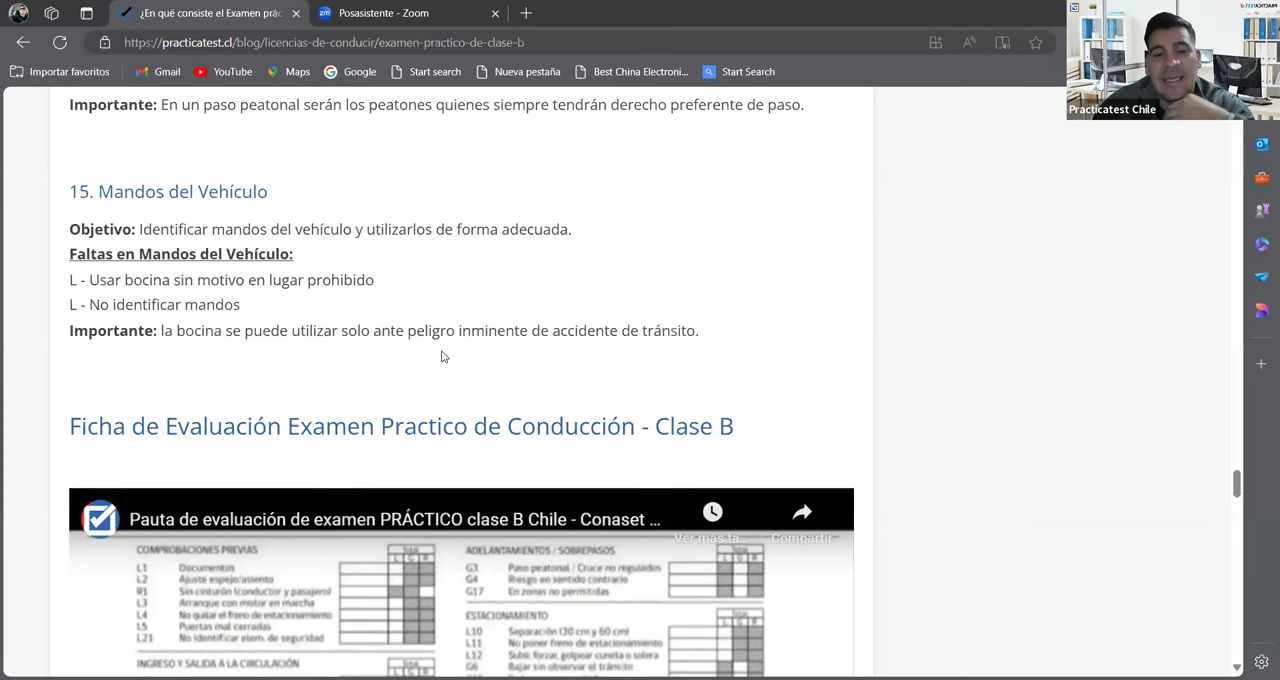 ¿En qué consiste el Examen prác
Posasistente - Zoom
https://practicatest.cl/blog/licencias-de-conducir/examen-practico-de-clase-b
Importar favoritos
Gmail
YouTube
Maps
Google
Start search
Nueva pestaña
Best China Electroni...
Start Search
Practicatest Chile
Importante: En un paso peatonal serán los peatones quienes siempre tendrán derecho preferente de paso.
15. Mandos del Vehículo
Objetivo: Identificar mandos del vehículo y utilizarlos de forma adecuada.
Faltas en Mandos del Vehículo:
L - Usar bocina sin motivo en lugar prohibido
L - No identificar mandos
Importante: la bocina se puede utilizar solo ante peligro inminente de accidente de tránsito.
Ficha de Evaluación Examen Practico de Conducción - Clase B
Pauta de evaluación de examen PRÁCTICO clase B Chile - Conaset ...
Ver más ta...
Compartir
COMPROBACIONES PREVIAS
Total
L G R
L1 Documentos
L2 Ajuste espejo/asiento
R1 Sin cinturón (conductor y pasajero)
L3 Arranque con motor en marcha
L4 No quitar el freno de estacionamiento
L5 Puertas mal cerradas
L21 No identificar elem. de seguridad
INGRESO Y SALIDA A LA CIRCULACIÓN
Total
L G R
ADELANTAMIENTOS / SOBREPASOS
Total
L G R
G3 Paso peatonal / Cruce no regulados
G4 Riesgo en sentido contrario
G17 En zonas no permitidas
ESTACIONAMIENTO
Total
L G R
L10 Separación (30 cm y 60 cm)
L11 No poner freno de estacionamiento
L12 Subir, forzar, golpear cuneta o solera
G6 Bajar sin observar el tránsito